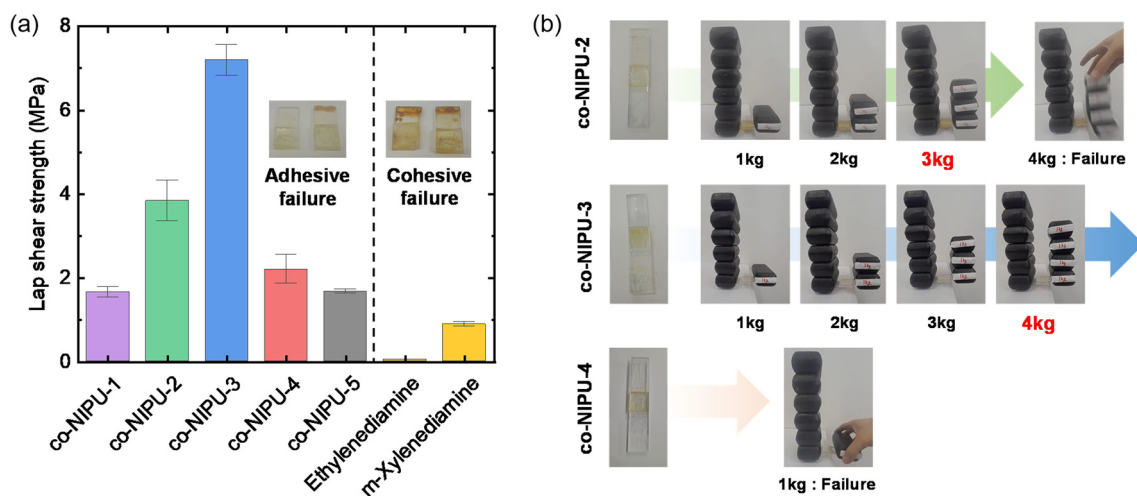 (a)
Lap shear strength (MPa)
8
6
4
2
0
Adhesive
failure
Cohesive
failure
co-NIPU-1
co-NIPU-2
co-NIPU-3
co-NIPU-4
co-NIPU-5
Ethylenediamine
m-Xylenediamine
(b)
co-NIPU-2
1kg
2kg
3kg
4kg : Failure
co-NIPU-3
1kg
2kg
3kg
4kg
co-NIPU-4
1kg : Failure